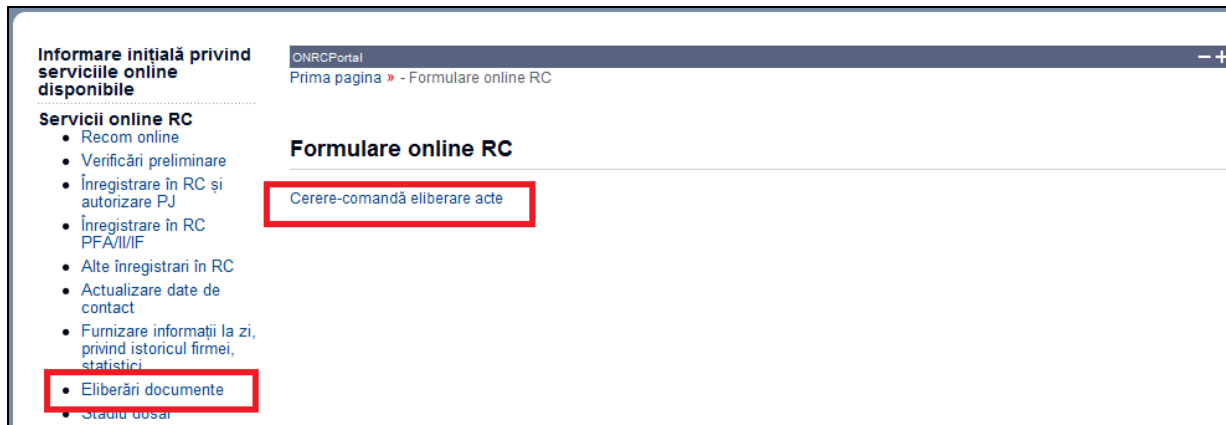 Informare inițială privind
serviciile online
disponibile
Servicii online RC
Recom online
Verificări preliminare
Înregistrare în RC și
autorizare PJ
Înregistrare în RC
PFA/II/IF
Alte înregistrari în RC
Actualizare date de
contact
Furnizare informații la zi,
privind istoricul firmei,
statistici
Eliberări documente
Stadiu dosar
ONRCPortal
Prima pagina » - Formulare online RC
Formulare online RC
Cerere-comandă eliberare acte